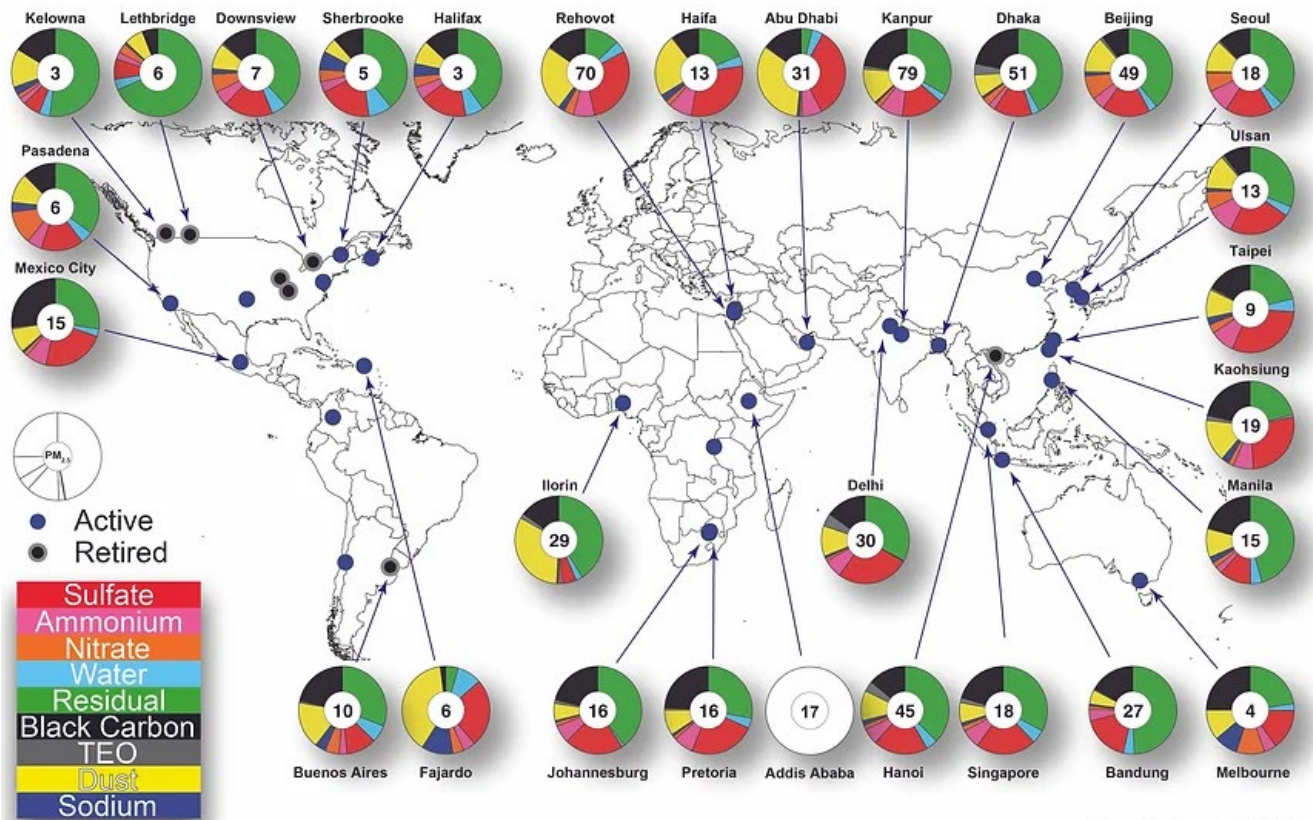 Kelowna
Lethbridge
Downsview
Sherbrooke
Halifax
Rehovot
Haifa
Abu Dhabi
Kanpur
Dhaka
Beijing
Seoul
3
6
7
5
3
70
13
31
79
51
49
18
Pasadena
6
Ulsan
13
Mexico City
15
Taipei
9
Kaohsiung
19
PM2.5
Active
Retired
Ilorin
29
Delhi
30
Manila
15
Sulfate
Ammonium
Nitrate
Water
Residual
Black Carbon
TEO
Dust
Sodium
10
6
16
16
17
45
18
27
4
Buenos Aires
Fajardo
Johannesburg
Pretoria
Addis Ababa
Hanoi
Singapore
Bandung
Melbourne